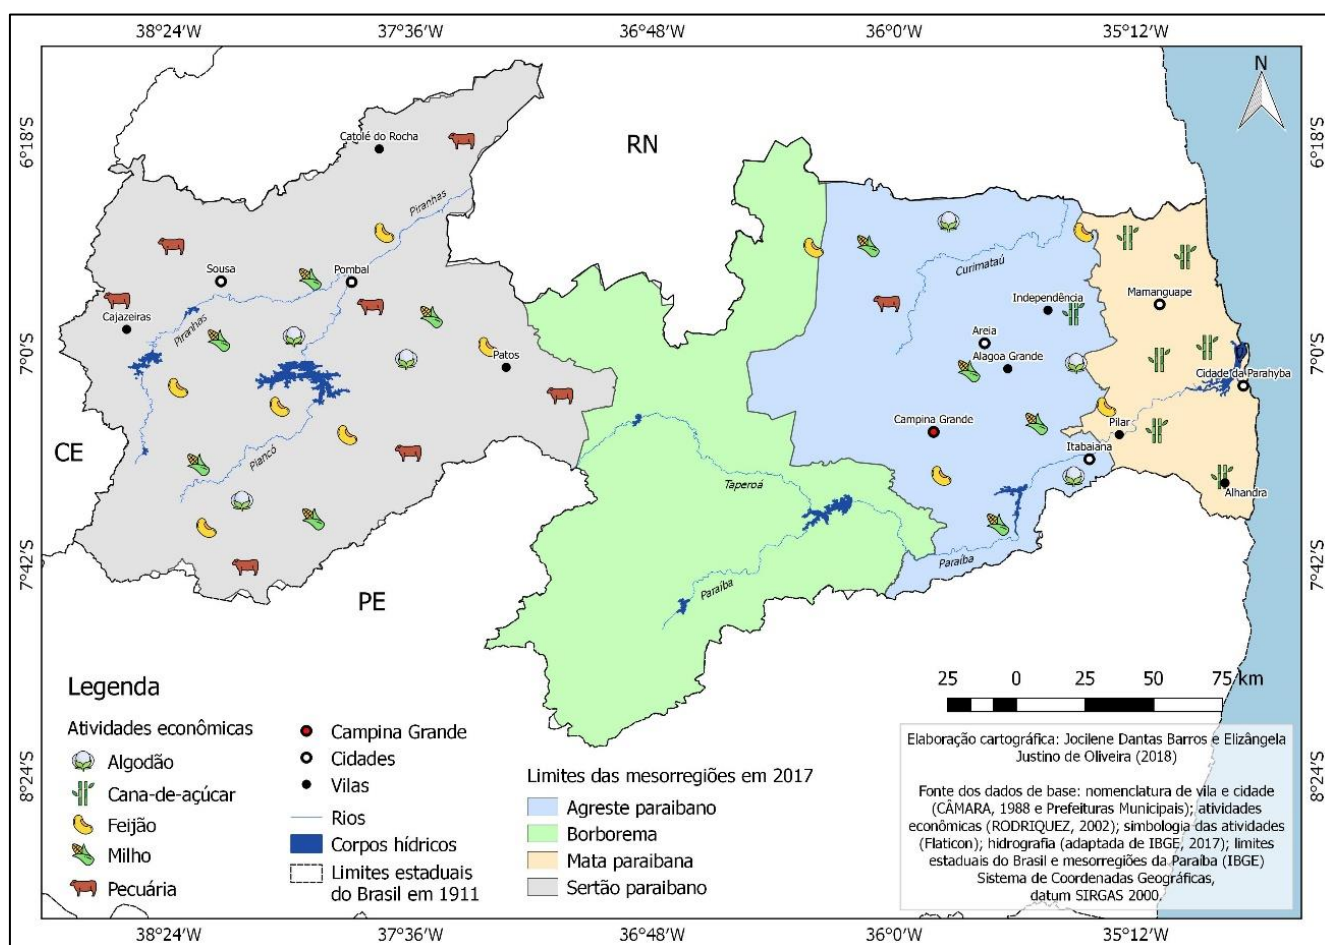 38°24'W 37°36'W 36°48'W 36°0'W 35°12'W
N
6°18'S
6°18'S
Catolé do Rocha
RN
Piranhas
Curimataú
Sousa
Pombal
Independência
Mamanguape
Cajazeiras
Piranhas
Areia
Alagoa Grande
7°0'S
7°0'S
Patos
Cidade da Parahyba
Campina Grande
Pilar
Itabaiana
CE
Piancó
Taperoá
Alhandra
7°42'S
7°42'S
Paraíba
Paraíba
PE
Legenda
Atividades econômicas
Algodão
Cana-de-açúcar
Feijão
Milho
Pecuária
Campina Grande
Cidades
Vilas
Rios
Corpos hídricos
Limites estaduais
do Brasil em 1911
Limites das mesorregiões em 2017
Agreste paraibano
Borborema
Mata paraibana
Sertão paraibano
25 0 25 50 75 km
Elaboração cartográfica: Jocilene Dantas Barros e Elizângela
Justino de Oliveira (2018)
Fonte dos dados de base: nomenclatura de vila e cidade
(CÂMARA, 1988 e Prefeituras Municipais); atividades
econômicas (RODRIQUEZ, 2002); simbologia das atividades
(Flaticon); hidrografia (adaptada de IBGE, 2017); limites
estaduais do Brasil e mesorregiões da Paraíba (IBGE)
Sistema de Coordenadas Geográficas,
datum SIRGAS 2000.
8°24'S
8°24'S
38°24'W 37°36'W 36°48'W 36°0'W 35°12'W